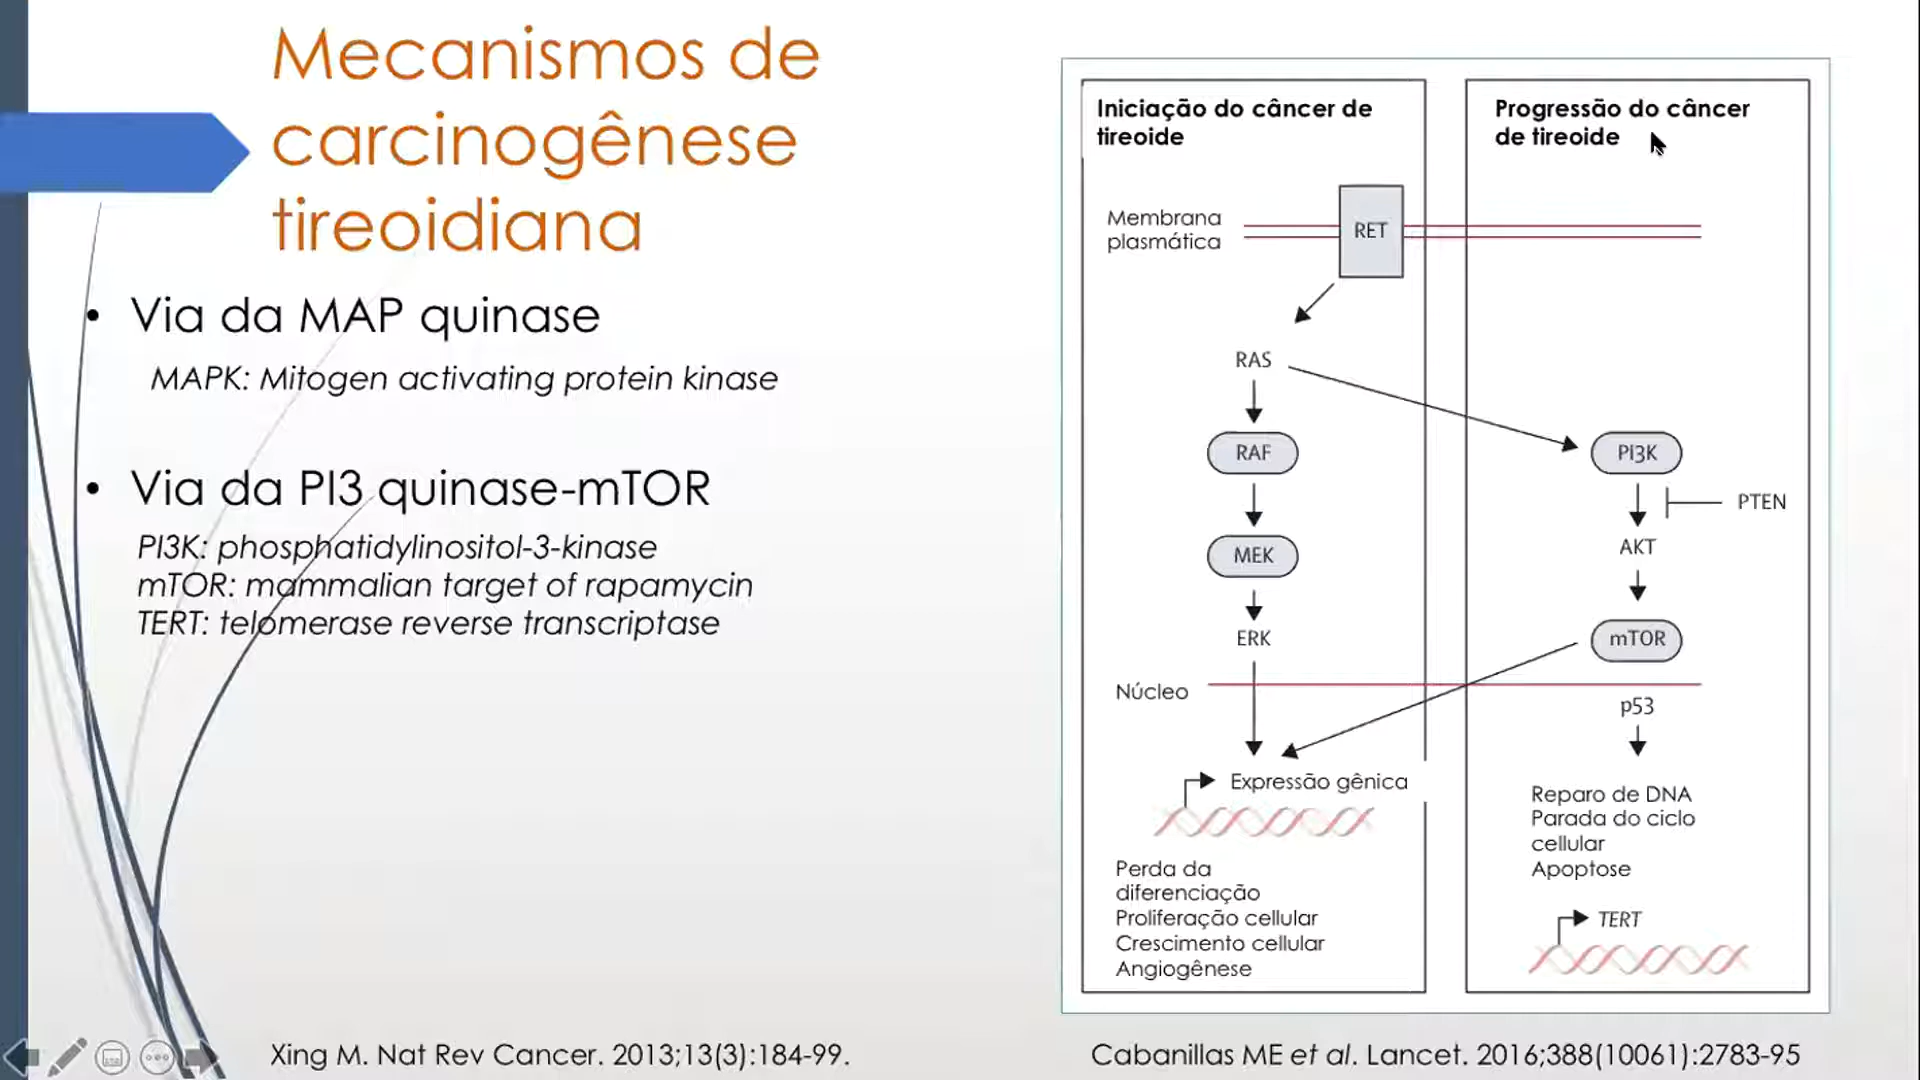 Mecanismos de
carcinogênese
tireoidiana
• Via da MAP quinase
MAPK: Mitogen activating protein kinase
• Via da PI3 quinase-mTOR
PI3K: phosphatidylinositol-3-kinase
mTOR: mammalian target of rapamycin
TERT: telomerase reverse transcriptase
Xing M. Nat Rev Cancer. 2013;13(3):184-99.
Iniciação do câncer de
tireoide
Membrana
plasmática
RET
RAS
RAF
MEK
ERK
Núcleo
Expressão gênica
Perda da
diferenciação
Proliferação cellular
Crescimento cellular
Angiogênese
Progressão do câncer
de tireoide
PI3K
PTEN
AKT
mTOR
p53
Reparo de DNA
Parada do ciclo
cellular
Apoptose
TERT
Cabanillas ME et al. Lancet. 2016;388(10061):2783-95